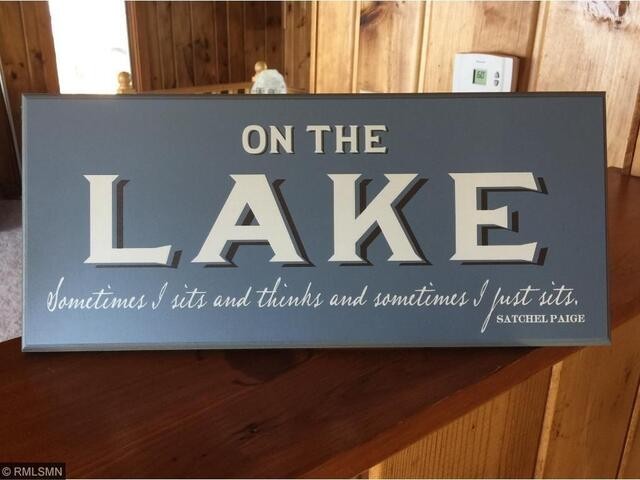 ON THE
LAKE
Sometimes I sits and thinks and sometimes I just sits.
SATCHEL PAIGE
© RMLSMN